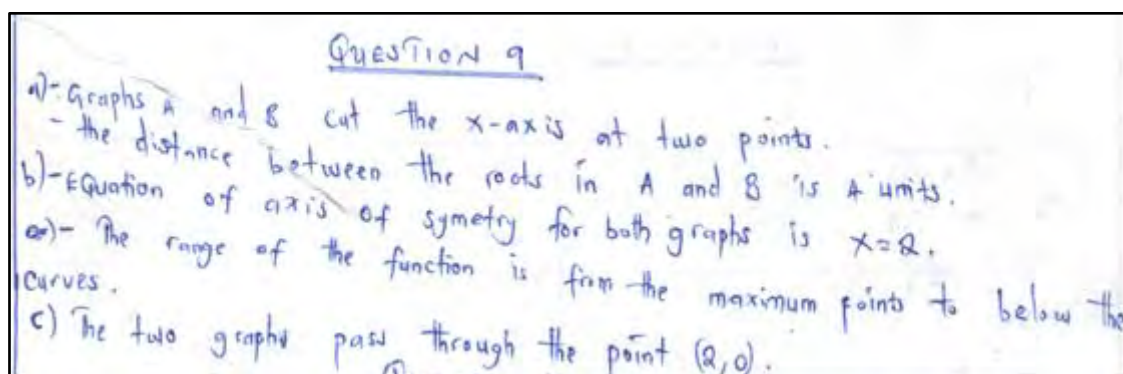 QUESTION 9
a)- Graphs A and B cut the x-axis at two points.
- the distance between the roots in A and B is 4 units.
b)- EQuation of axis of symetry for both graphs is x=2.
- The range of the function is from the maximum points to below the
curves.
c) The two graphs pass through the point (2,0).